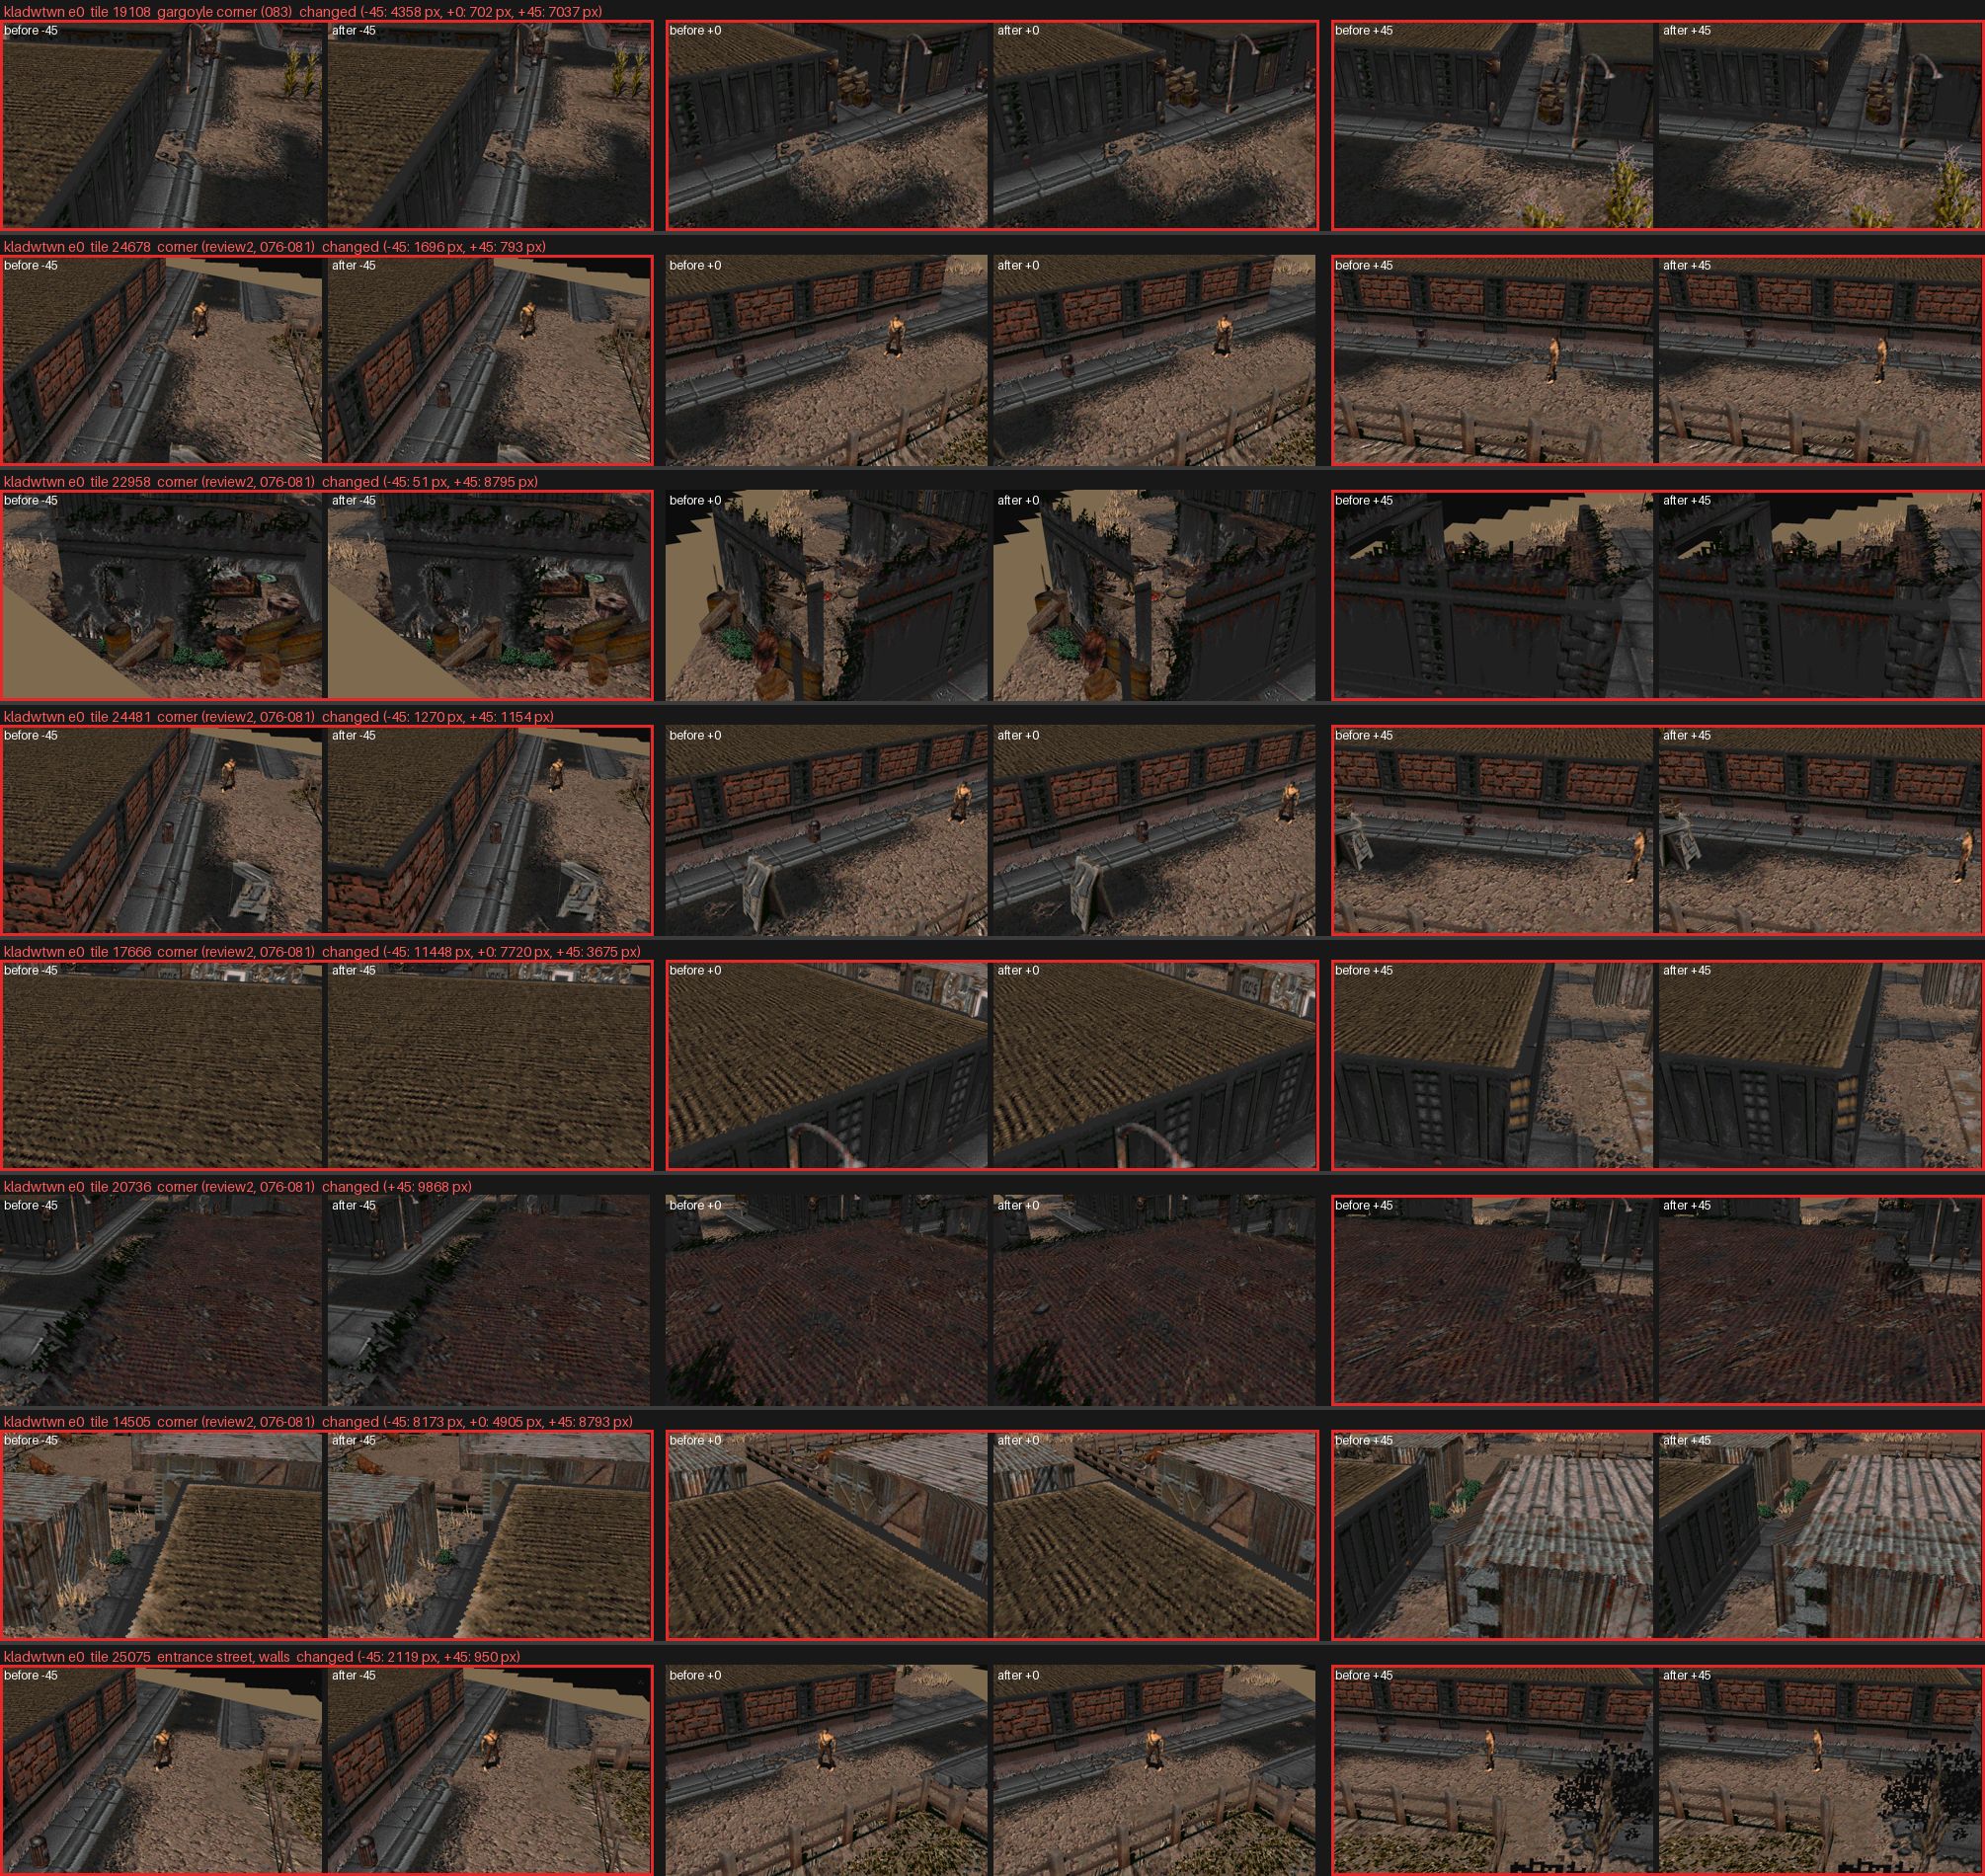 kladwtwn e0 tile 19108 gargoyle corner (083) changed (-45: 4358 px, +0: 702 px, +45: 7037 px)
before -45 after -45 before +0 after +0 before +45 after +45
kladwtwn e0 tile 24678 corner (review2, 076-081) changed (-45: 1696 px, +45: 793 px)
before -45 after -45 before +0 after +0 before +45 after +45
kladwtwn e0 tile 22958 corner (review2, 076-081) changed (-45: 51 px, +45: 8795 px)
before -45 after -45 before +0 after +0 before +45 after +45
kladwtwn e0 tile 24481 corner (review2, 076-081) changed (-45: 1270 px, +45: 1154 px)
before -45 after -45 before +0 after +0 before +45 after +45
kladwtwn e0 tile 17666 corner (review2, 076-081) changed (-45: 11448 px, +0: 7720 px, +45: 3675 px)
before -45 after -45 before +0 after +0 before +45 after +45
kladwtwn e0 tile 20736 corner (review2, 076-081) changed (+45: 9868 px)
before -45 after -45 before +0 after +0 before +45 after +45
kladwtwn e0 tile 14505 corner (review2, 076-081) changed (-45: 8173 px, +0: 4905 px, +45: 8793 px)
before -45 after -45 before +0 after +0 before +45 after +45
kladwtwn e0 tile 25075 entrance street, walls changed (-45: 2119 px, +45: 950 px)
before -45 after -45 before +0 after +0 before +45 after +45